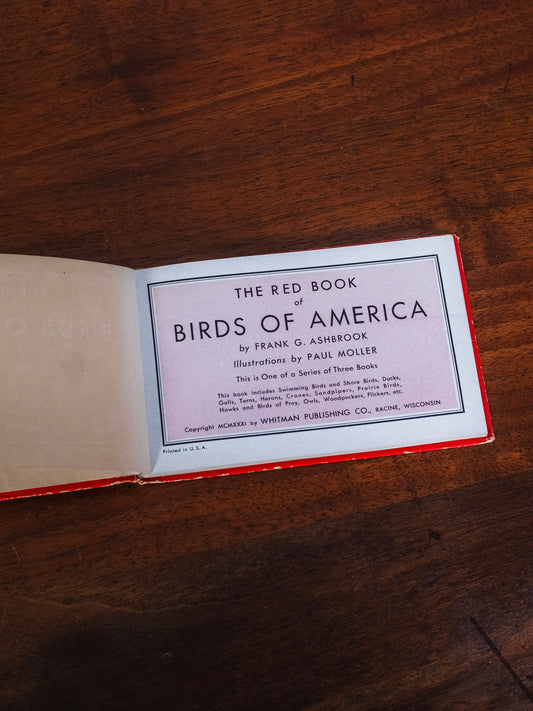 THE RED BOOK
of
BIRDS OF AMERICA
by FRANK G. ASHBROOK
Illustrations by PAUL MOLLER
This is One of a Series of Three Books
This book includes Swimming Birds and Shore Birds, Ducks,
Gulls, Terns, Herons, Cranes, Sandpipers, Prairie Birds,
Hawks and Birds of Prey, Owls, Woodpeckers, Flickers, etc.
Copyright MCMXXXI by WHITMAN PUBLISHING CO., RACINE, WISCONSIN
Printed in U.S.A.